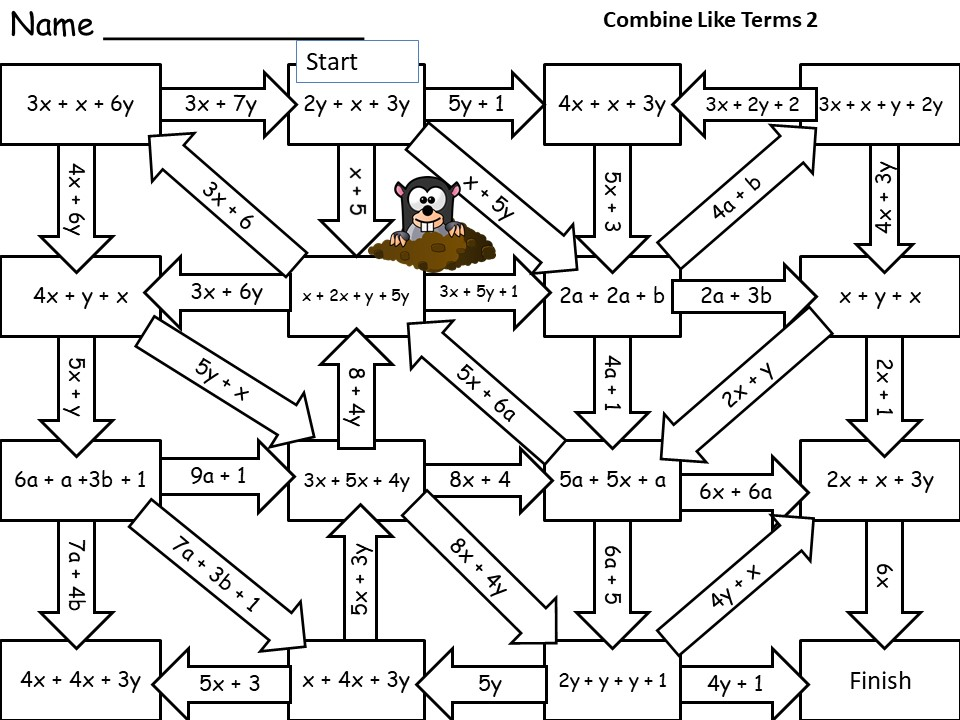 Name
Combine Like Terms 2
Start
3x + x + 6y
3x + 7y
2y + x + 3y
5y + 1
4x + x + 3y
3x + 2y + 2
3x + x + y + 2y
4x + 6y
3x + 6
x + 5
x + 5y
5x + 3
4a + b
4x + 3y
4x + y + x
3x + 6y
x + 2x + y + 5y
3x + 5y + 1
2a + 2a + b
2a + 3b
x + y + x
5x + y
5y + x
8 + 4y
5x + 6a
4a + 1
2x + y
2x + 1
6a + a +3b + 1
9a + 1
3x + 5x + 4y
8x + 4
5a + 5x + a
6x + 6a
2x + x + 3y
7a + 4b
7a + 3b + 1
5x + 3y
8x + 4y
6a + 5
4y + x
6x
4x + 4x + 3y
5x + 3
x + 4x + 3y
5y
2y + y + y + 1
4y + 1
Finish